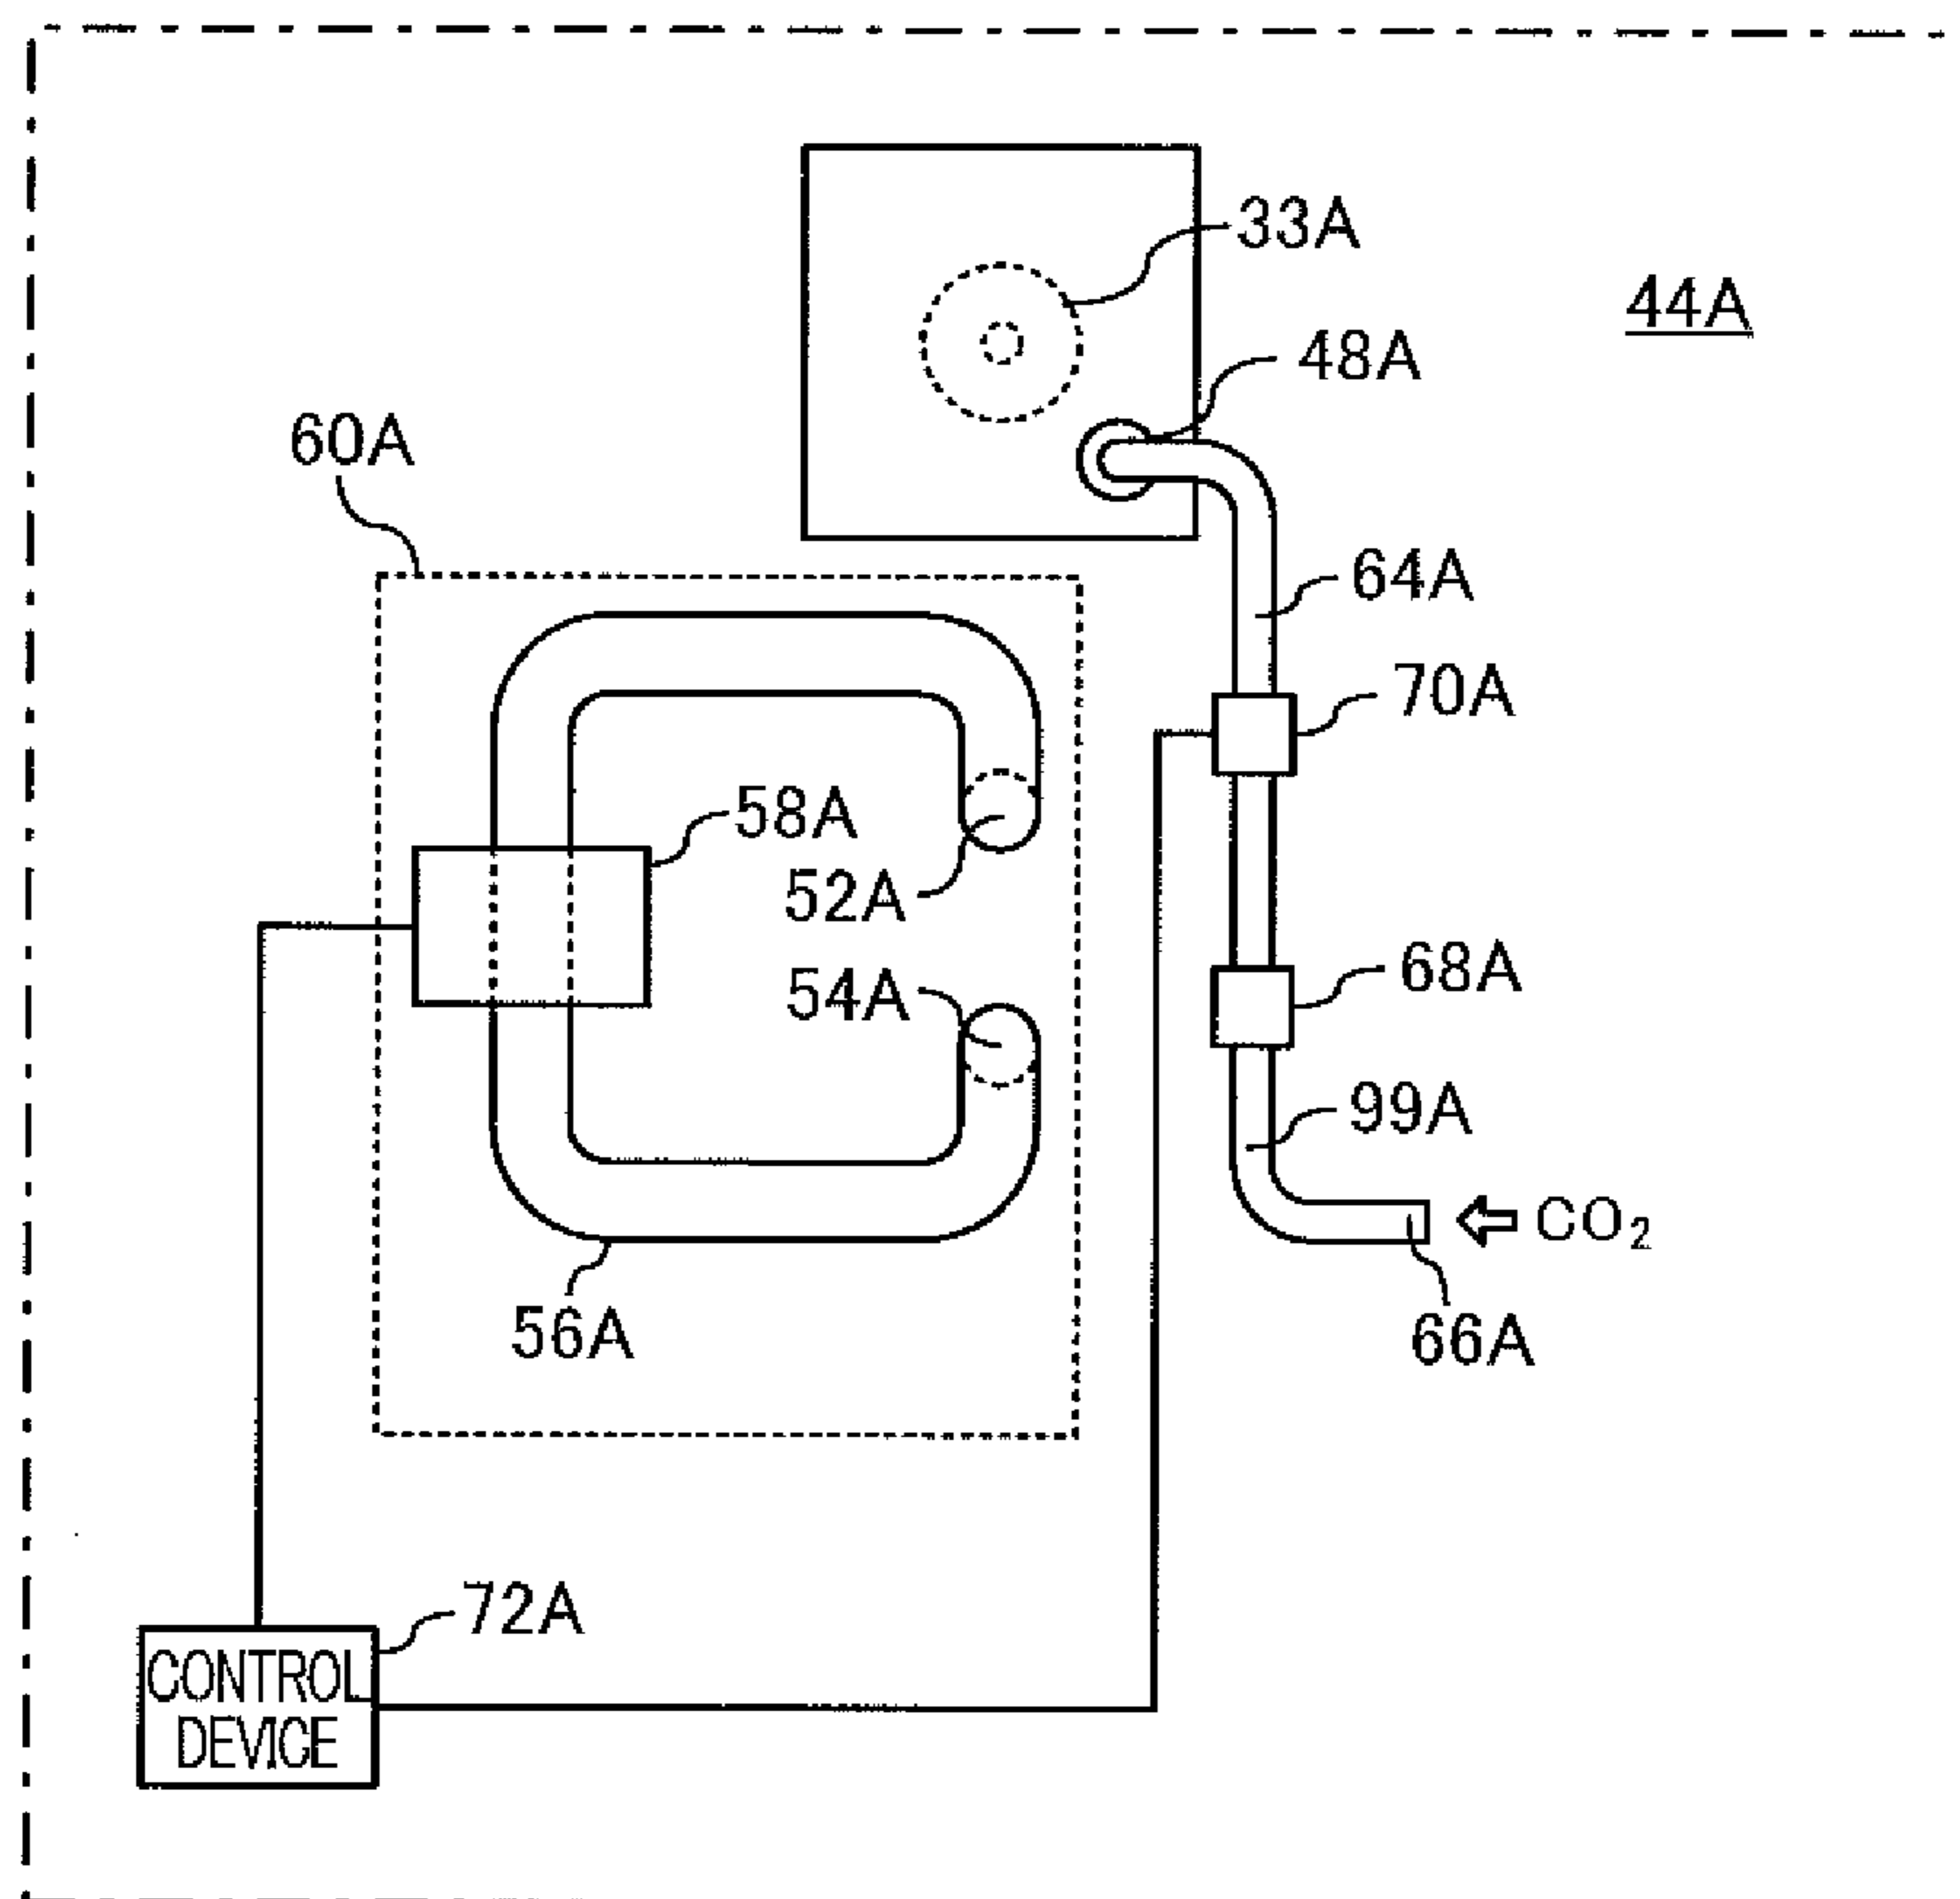 33A
44A
48A
60A
64A
70A
58A
52A
68A
54A
99A
CO₂
56A
66A
72A
CONTROL
DEVICE